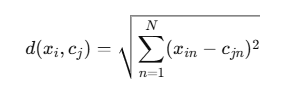 d(x_i, c_j) = \sqrt{\sum_{n=1}^{N} (x_{in} - c_{jn})^2}